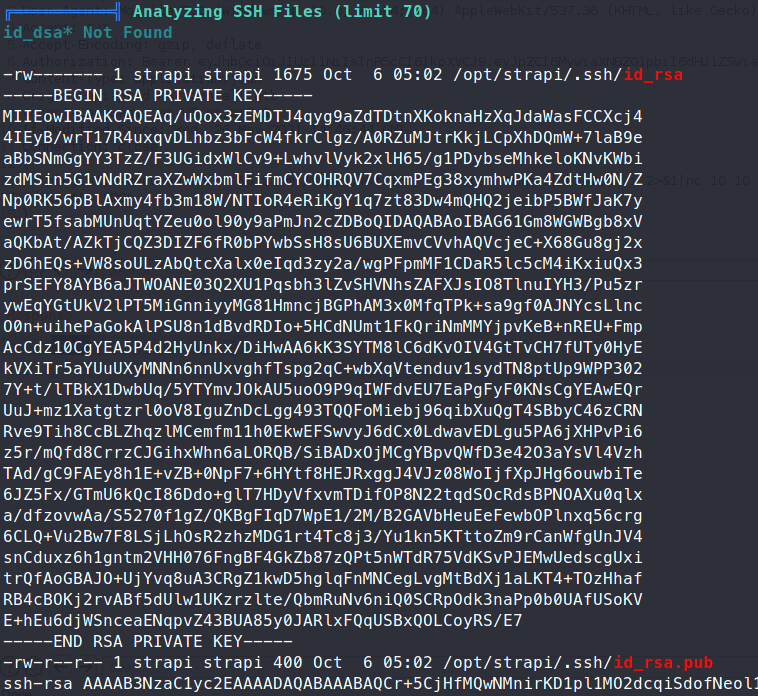 ╔══════════╣ Analyzing SSH Files (limit 70)
id_dsa* Not Found
-rw------- 1 strapi strapi 1675 Oct  6 05:02 /opt/strapi/.ssh/id_rsa
-----BEGIN RSA PRIVATE KEY-----
MIIEowIBAAKCAQEAq/uQox3zEMDTJ4qyg9aZdTDtnXKoknaHzXqJdaWasFCCXcj4
4IEyB/wrT17R4uxqvDLhbz3bFcW4fkrClgz/A0RZuMJtrKkjLCpXhDQmW+7laB9e
aBbSNmGgYY3TzZ/F3UGidxWlCv9+LwhvlVyk2xlH65/g1PDybseMhkeloKNvKWbi
zdMSin5G1vNdRZraXZwWxbmlFifmEYCOHRQV7CqxmPEg38xymhwPKa4ZdtHw0N/Z
Np0RK56pBlAxmy4fb3m18W/NTIoR4eRiKgY1q7zt83Dw4mQHQ2jeibP5BWfJaK7y
ewrT5fsabMUnUqtYZeu0ol90y9aPmJn2cZDBoQIDAQABAoIBAG61Gm8WGWBgb8xV
aQKbAt/AZkTjCQZ3DIZF6fR0bPYwbSsH8sU6BUXEmvCVvhAQVcjeC+X68Gu8gj2x
zD6hEQs+VW8soULzAbQtcXalx0eIqd3zy2a/wgPFpmMF1CDaR5lc5cM4iKxiuQx3
prSEFY8AYB6aJTWOANE03Q2XU1Pqsbh3lZvSHVNhsZAFXJsIO8TlnuIYH3/Pu5zr
ywEqYGtUkV2lPT5MiGnniyyMG81HmncjBGPhAM3x0MfqTPk+sa9gf0AJNYcsLlnc
O0n+uihePaGokAlPSU8n1dBvdRDIo+5HCdNUmt1FkQriNmMMYjpvKeB+nREU+Fmp
AcCdz10CgYEA5P4d2HyUnkx/DiHwAA6kK3SYTM8lC6dKvOIV4GtTvCH7fUTy0HyE
kVXiTr5aYUuUXyMNNn6nnUxvghfTspg2qC+wbXqVtenduv1sydTN8ptUp9WPP302
7Y+t/lTBkX1DwbUq/5YTYmvJOkAU5uoO9P9qIWFdvEU7EaPgFyF0KNsCgYEAwEQr
UuJ+mz1Xatgtzrl0oV8IguZnDcLgg493TQQFoMiebj96qibXuQgT4SBbyC46zCRN
Rve9Tih8CcBLZhqzlMCemfm11h0EkwEFSwvyJ6dCx0LdwavEDLgu5PA6jXHPvPi6
z5r/mQfd8CrrzCJGihxWhn6aLORQB/SiBADxOjMCgYBpvQWfD3e42O3aYsVl4Vzh
TAd/gC9FAEy8h1E+vZB+0NpF7+6HYtf8HEJRxggJ4VJz08WoIjfXpJHg6ouwbiTe
6JZ5Fx/GTmU6kQcI86Ddo+glT7HDyVfxvmTDifOP8N22tqdSOcRdsBPNOAXu0qlx
a/dfzovwAa/S5270f1gZ/QKBgFIqD7WpE1/2M/B2GAVbHeuEeFewbOPlnxq56crg
6CLQ+Vu2Bw7F8LSjLhOsR2zhzMDG1rt4Tc8j3/Yu1kn5KTttoZm9rCanWfgUnJV4
snCduxz6h1gntm2VHH076FngBF4GkZb87zQPt5nWTdR75VdKSvPJEMwUedscgUxi
trQfAoGBAJO+UjYvq8uA3CRgZ1kwD5hglqFnMNCegLvgMtBdXj1aLKT4+TOzHhaf
RB4cBOKj2rvABf5dUlw1UKzrzlte/QbmRuNv6niQ0SCRpOdk3naPp0b0UAfUSoKV
E+hEu6djWSnceaENqpvZ43BUA85y0JARlxFQqUSBxQOLCoyRS/E7
-----END RSA PRIVATE KEY-----
-rw-r--r-- 1 strapi strapi 400 Oct  6 05:02 /opt/strapi/.ssh/id_rsa.pub
ssh-rsa AAAAB3NzaC1yc2EAAAADAQABAAABAQCr+5CjHfMQwNMnirKD1pl1MO2dcqiSdofNeol1